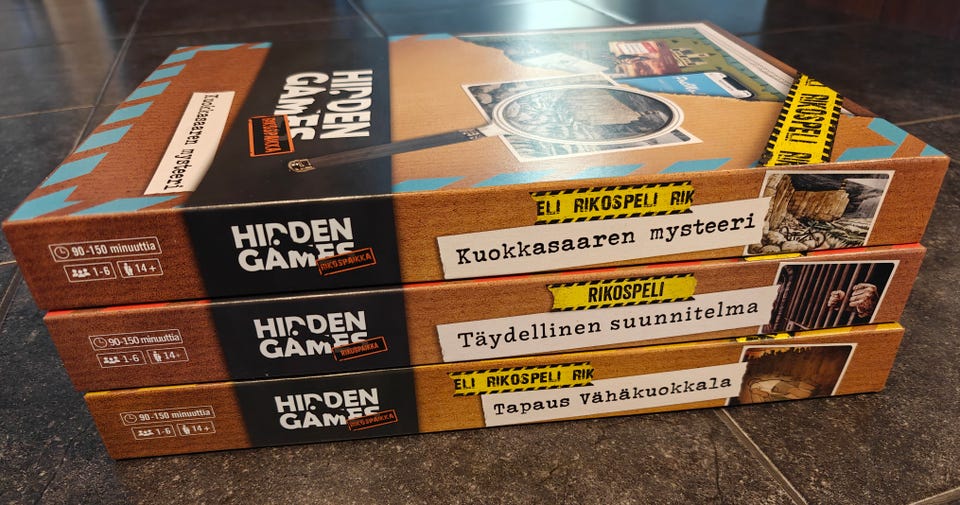 Kuokkasaaren mysteeri
HIDDEN
GAMES
RIKOSPAIKKA
RIKOSPELI RIK
90-150 minuuttia
1-6 14+
HIDDEN
GAMES
RIKOSPAIKKA
ELI RIKOSPELI RIK
Kuokkasaaren mysteeri
90-150 minuuttia
1-6 14+
HIDDEN
GAMES
RIKOSPAIKKA
RIKOSPELI
Täydellinen suunnitelma
90-150 minuuttia
1-6 14+
HIDDEN
GAMES
RIKOSPAIKKA
ELI RIKOSPELI RIK
Tapaus Vähäkuokkala